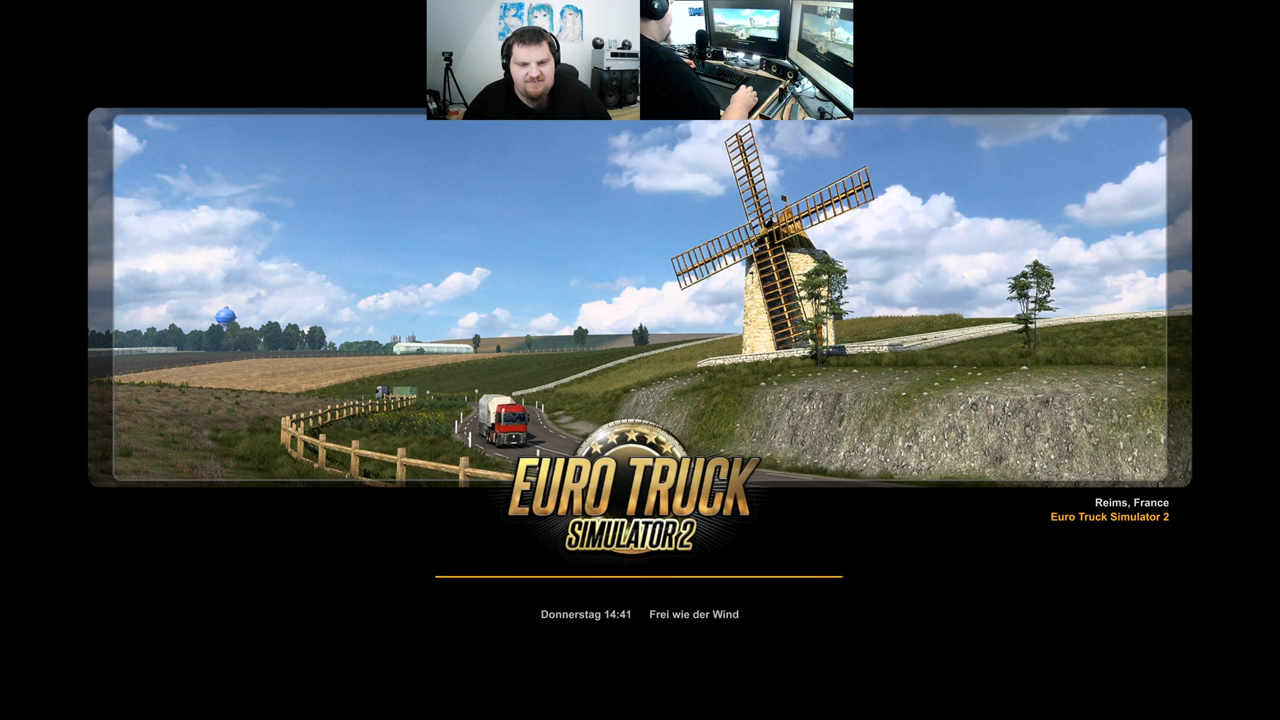 EURO TRUCK
SIMULATOR 2
Reims, France
Euro Truck Simulator 2
Donnerstag 14:41 Frei wie der Wind